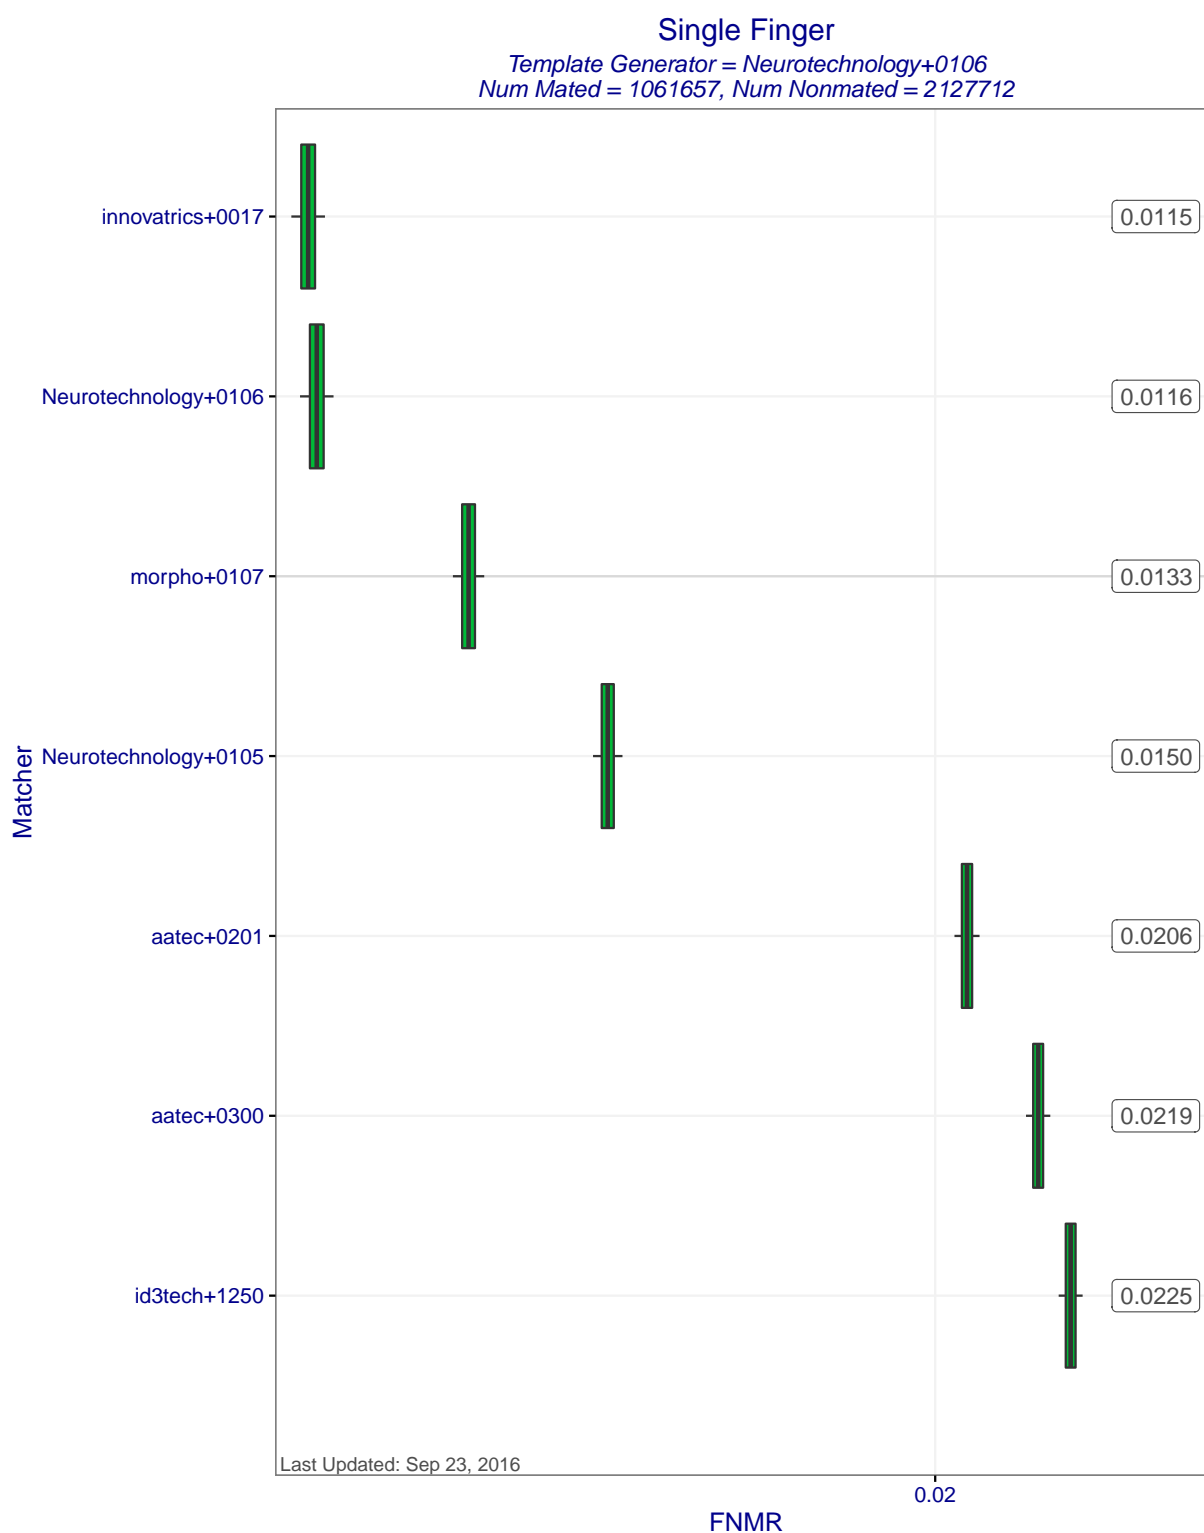 Single Finger
Template Generator = Neurotechnology+0106
Num Mated = 1061657, Num Nonmated = 2127712
innovatrics+0017
0.0115
Neurotechnology+0106
0.0116
morpho+0107
0.0133
Matcher
Neurotechnology+0105
0.0150
aatec+0201
0.0206
aatec+0300
0.0219
id3tech+1250
0.0225
Last Updated: Sep 23, 2016
0.02
FNMR